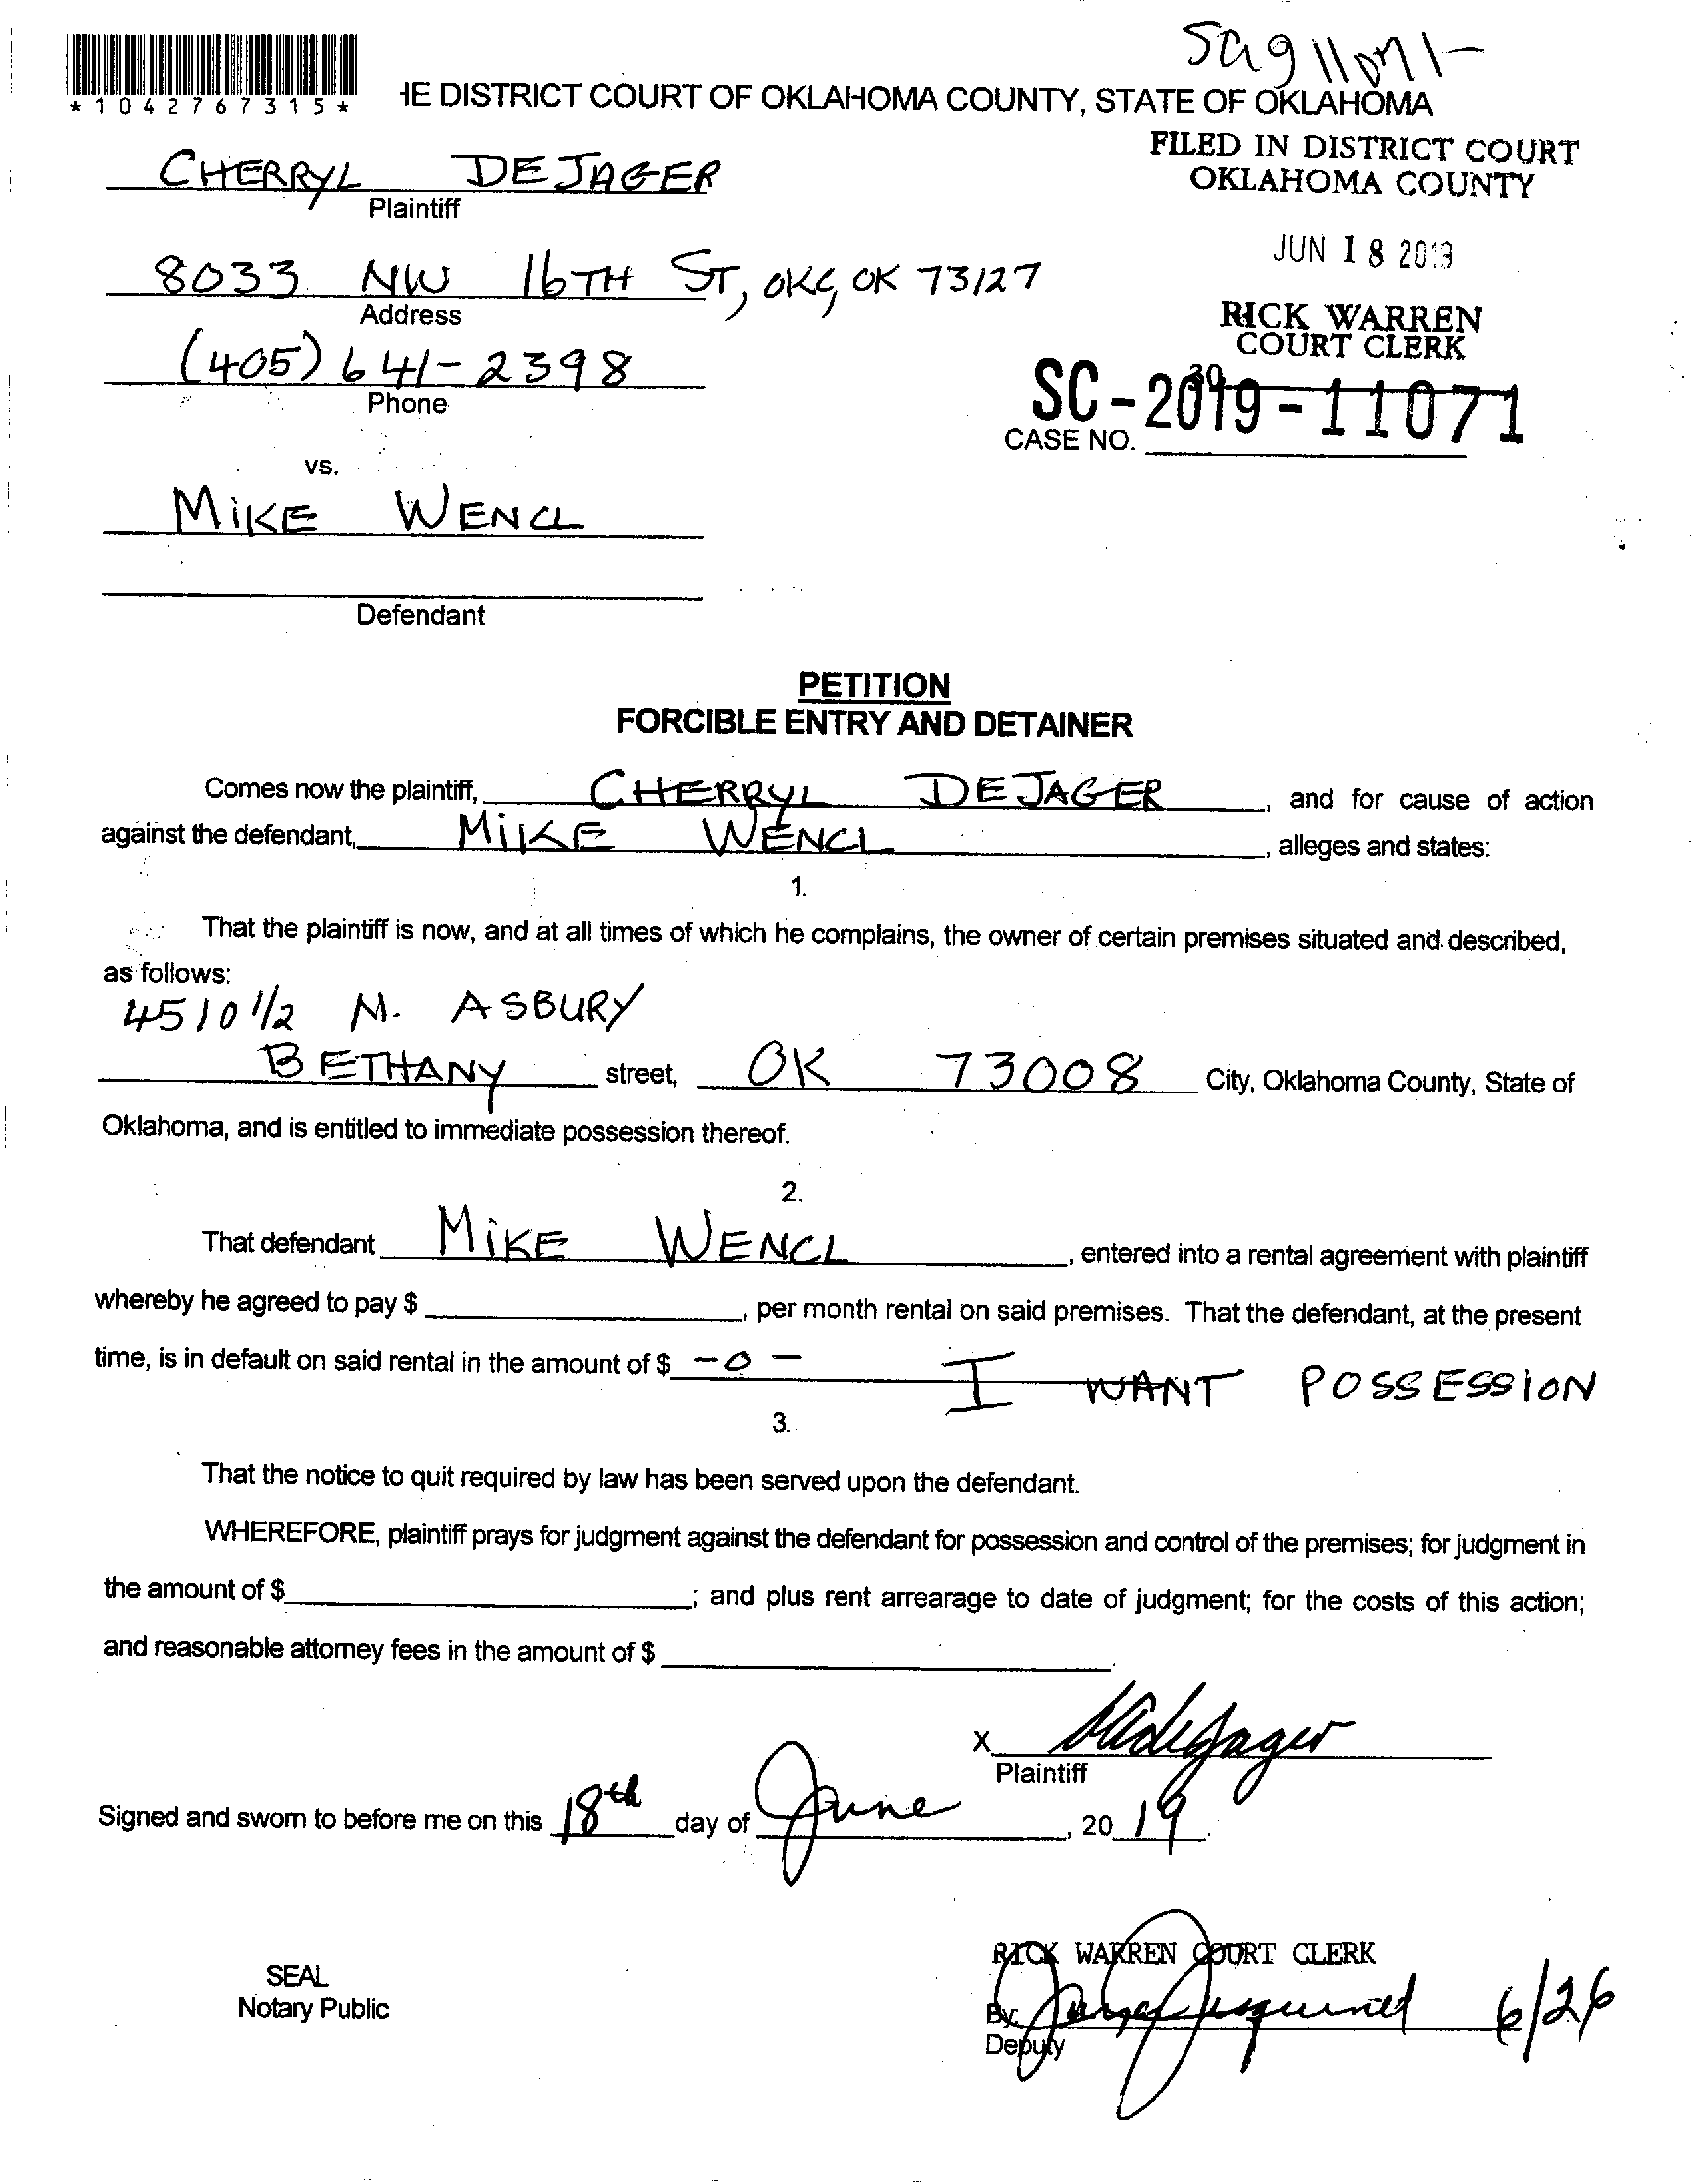 Sc1911071-
*1042767315*
HE DISTRICT COURT OF OKLAHOMA COUNTY, STATE OF OKLAHOMA
FILED IN DISTRICT COURT
OKLAHOMA COUNTY
CHERRYL DEJAGER
Plaintiff
JUN 18 2019
8033 NW 16TH ST, OKC, OK 73127
Address
RICK WARREN
COURT CLERK
(405) 641-2398
Phone
39
SC-2019-11071
CASE NO.
vs.
MIKE WENCL
Defendant
PETITION
FORCIBLE ENTRY AND DETAINER
Comes now the plaintiff, CHERRYL DEJAGER, and for cause of action
against the defendant, MIKE WENCL, alleges and states:
1.
That the plaintiff is now, and at all times of which he complains, the owner of certain premises situated and described,
as follows:
4510 1/2 N. ASBURY
BETHANY street, OK 73008 City, Oklahoma County, State of
Oklahoma, and is entitled to immediate possession thereof.
2.
That defendant MIKE WENCL, entered into a rental agreement with plaintiff
whereby he agreed to pay $ , per month rental on said premises. That the defendant, at the present
time, is in default on said rental in the amount of $ -0- I WANT POSSESSION
3.
That the notice to quit required by law has been served upon the defendant.
WHEREFORE, plaintiff prays for judgment against the defendant for possession and control of the premises; for judgment in
the amount of $ ; and plus rent arrearage to date of judgment; for the costs of this action;
and reasonable attorney fees in the amount of $ .
X
Plaintiff
Signed and sworn to before me on this 18th day of June, 2019.
RICK WARREN COURT CLERK
SEAL
Notary Public
By 6/26
Deputy